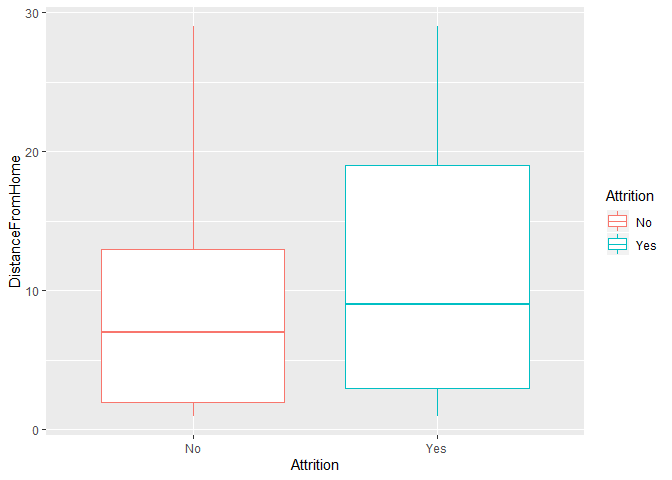 30
20
10
0
DistanceFromHome
No
Yes
Attrition
Attrition
No
Yes